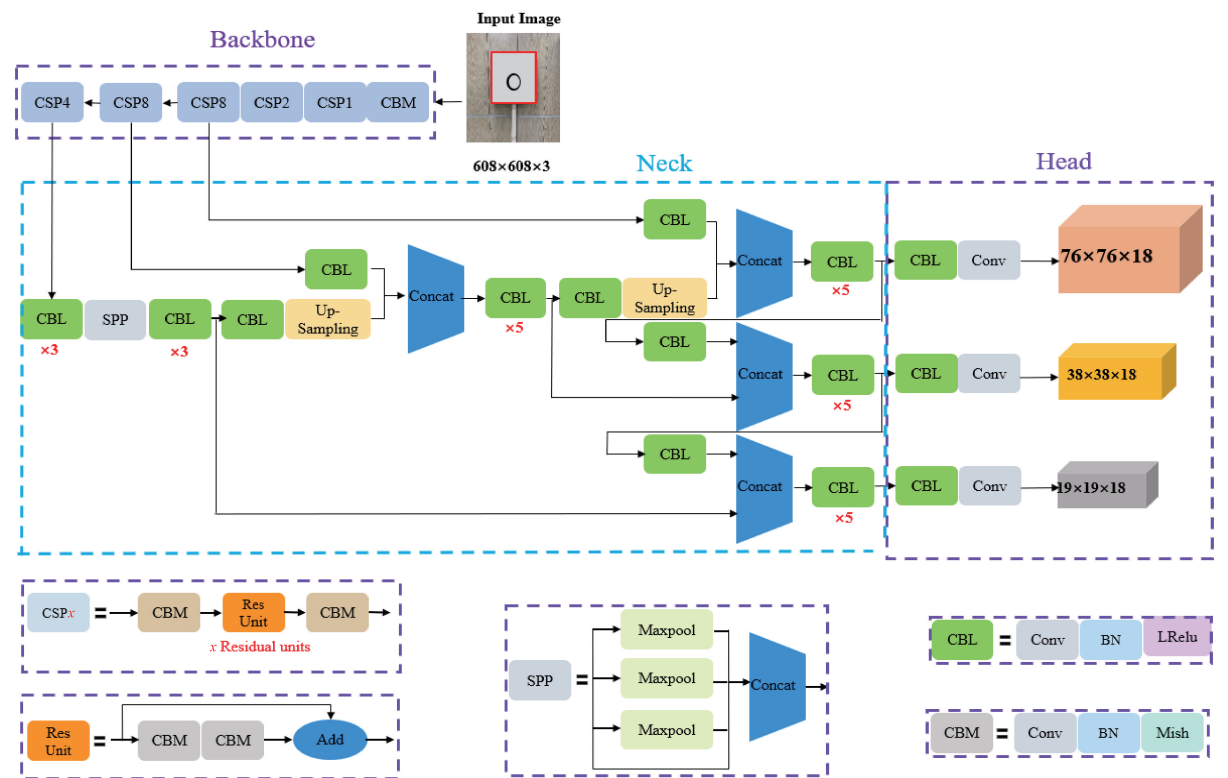 Input Image
Backbone
CSP4
CSP8
CSP8
CSP2
CSP1
CBM
608×608×3
Neck
Head
CBL
Concat
CBL
×5
CBL
Conv
76×76×18
CBL
Concat
CBL
×5
CBL
Up-
Sampling
CBL
×3
SPP
CBL
×3
CBL
Up-
Sampling
CBL
Concat
CBL
×5
CBL
Conv
38×38×18
CBL
Concat
CBL
×5
CBL
Conv
19×19×18
CSPx
=
CBM
Res
Unit
CBM
x Residual units
Res
Unit
=
CBM
CBM
Add
SPP
=
Maxpool
Maxpool
Maxpool
Concat
CBL
=
Conv
BN
LRelu
CBM
=
Conv
BN
Mish